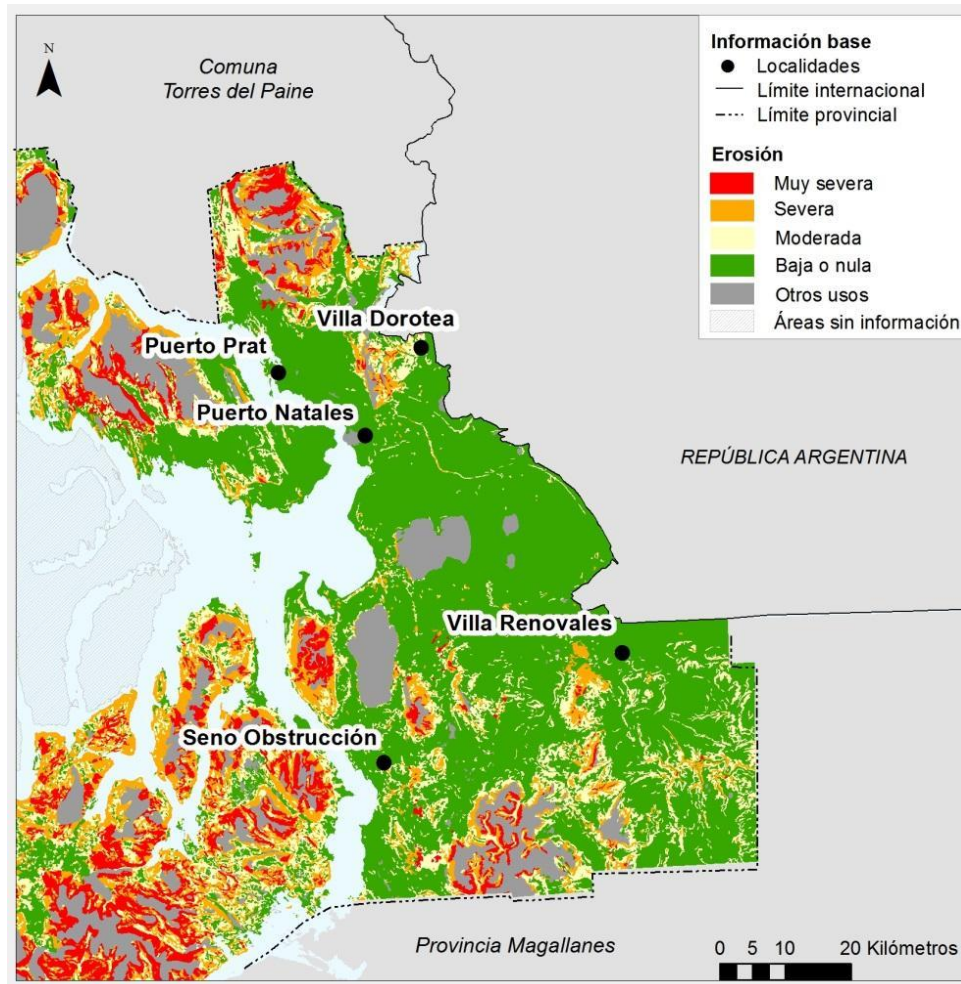 N
Comuna
Torres del Paine
Información base
Localidades
Límite internacional
Límite provincial
Erosión
Muy severa
Severa
Moderada
Baja o nula
Otros usos
Áreas sin información
Villa Dorotea
Puerto Prat
Puerto Natales
REPÚBLICA ARGENTINA
Villa Renovales
Seno Obstrucción
Provincia Magallanes
0 5 10 20 Kilómetros